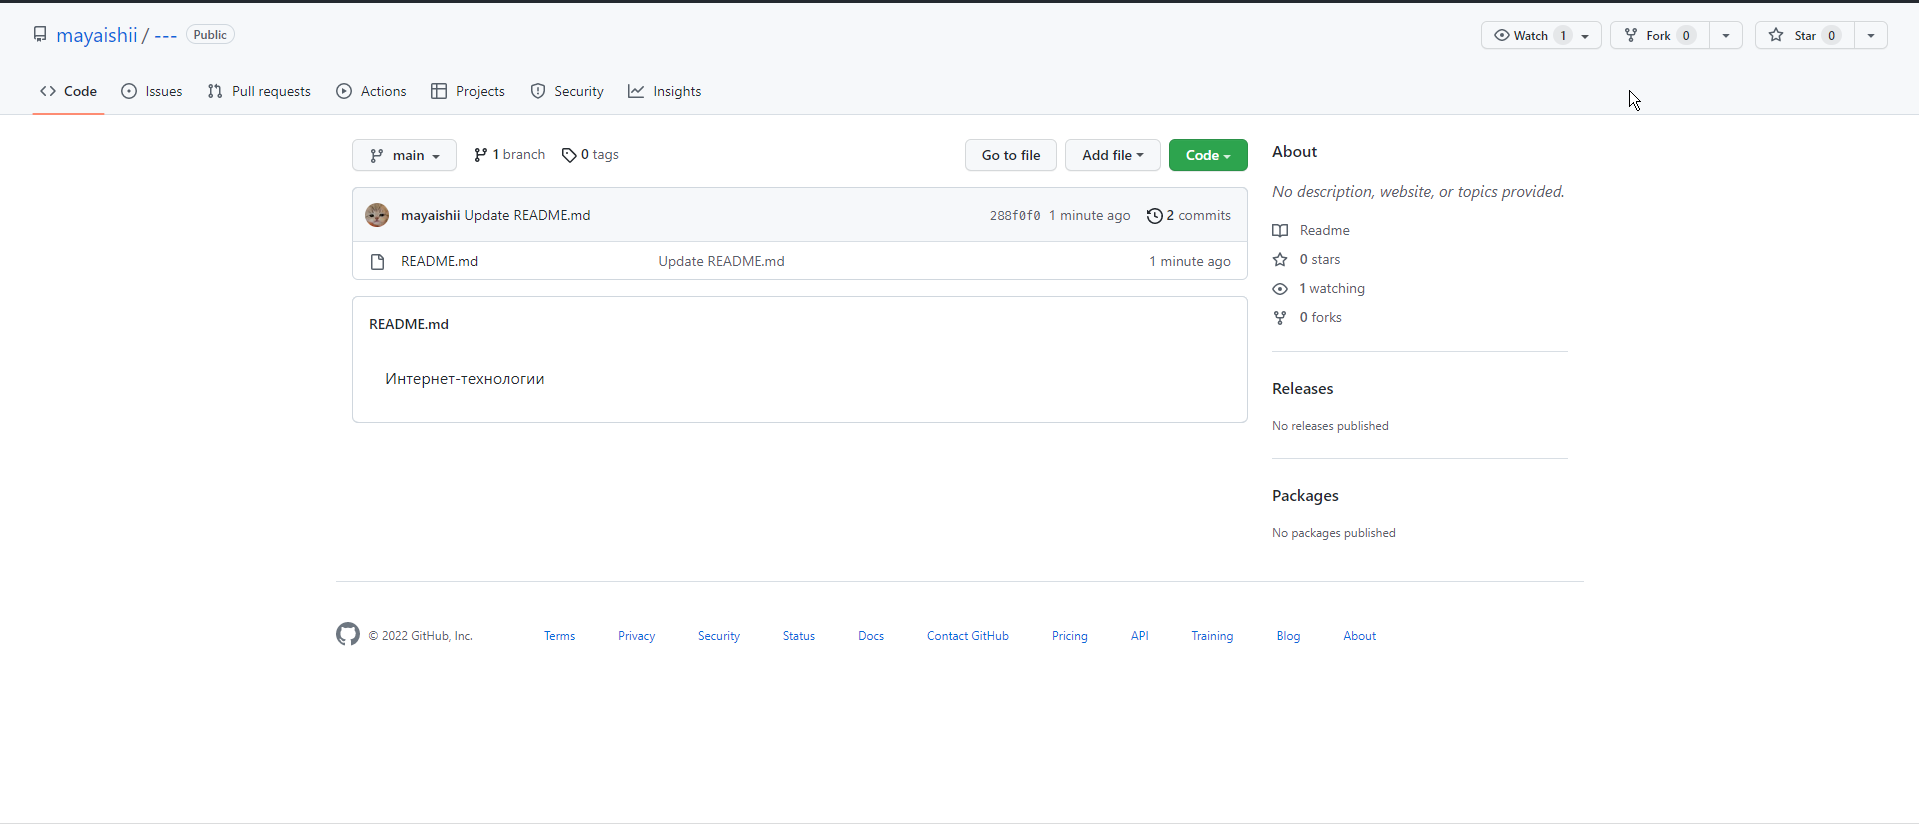 mayaishii / --- Public
Watch 1 Fork 0 Star 0
Code Issues Pull requests Actions Projects Security Insights
main 1 branch 0 tags Go to file Add file Code
mayaishii Update README.md 288f0f0 1 minute ago 2 commits
README.md Update README.md 1 minute ago
README.md
Интернет-технологии
About
No description, website, or topics provided.
Readme
0 stars
1 watching
0 forks
Releases
No releases published
Packages
No packages published
© 2022 GitHub, Inc. Terms Privacy Security Status Docs Contact GitHub Pricing API Training Blog About